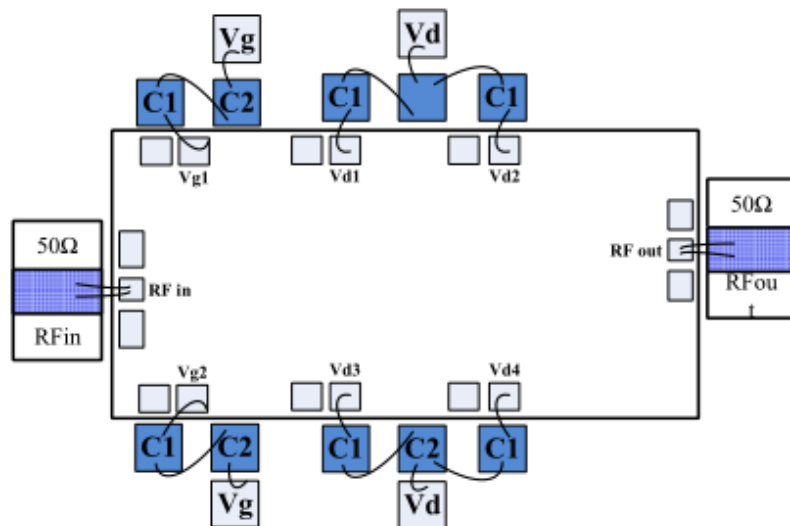 Vg
Vd
C1
C2
C1
C1
Vg1
Vd1
Vd2
50Ω
RFin
RF in
RF out
50Ω
RFou
t
Vg2
Vd3
Vd4
C1
C2
C1
C2
C1
Vg
Vd